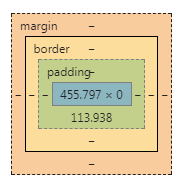 margin –
border –
padding–
– – – 455.797 × 0 – – –
113.938
–
–